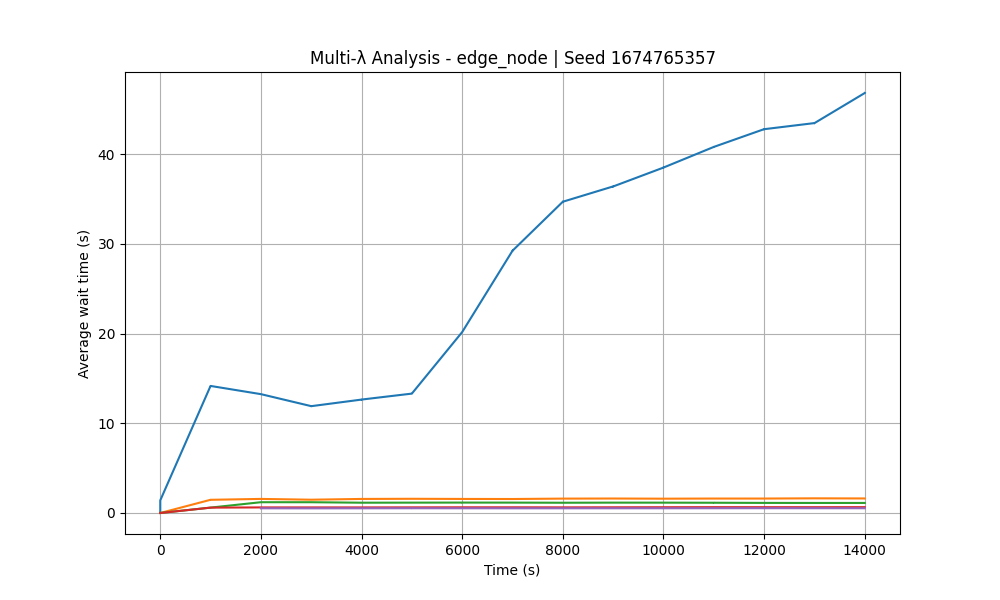 Multi-λ Analysis - edge_node | Seed 1674765357
Average wait time (s)
40
30
20
10
0
0 2000 4000 6000 8000 10000 12000 14000
Time (s)